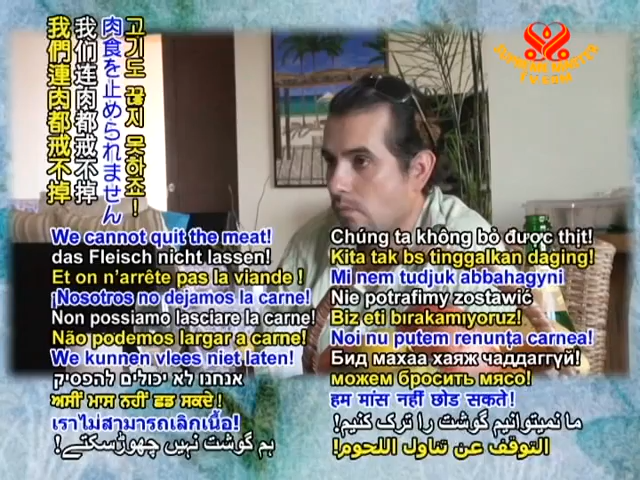 我們連肉都戒不掉
我们连肉都戒不掉
肉食を止められません
고기도 끊지 못하죠!
SUPREME MASTER
TV.COM
We cannot quit the meat!
das Fleisch nicht lassen!
Et on n'arrête pas la viande !
¡Nosotros no dejamos la carne!
Non possiamo lasciare la carne!
Não podemos largar a carne!
We kunnen vlees niet laten!
אנחנו לא יכולים להפסיק
ਅਸੀਂ ਮਾਸ ਨਹੀਂ ਛਡ ਸਕਦੇ !
เราไม่สามารถเลิกเนื้อ!
ہم گوشت نہیں چھوڑسکتے!
Chúng ta không bỏ được thịt!
Kita tak bs tinggalkan daging!
Mi nem tudjuk abbahagyni
Nie potrafimy zostawić
Biz eti bırakamıyoruz!
Noi nu putem renunţa carnea!
Бид махаа хаяж чаддаггүй!
можем бросить мясо!
हम मांस नहीं छोड सकते!
ما نمیتوانیم گوشت را ترک کنیم!
التوقف عن تناول اللحوم!